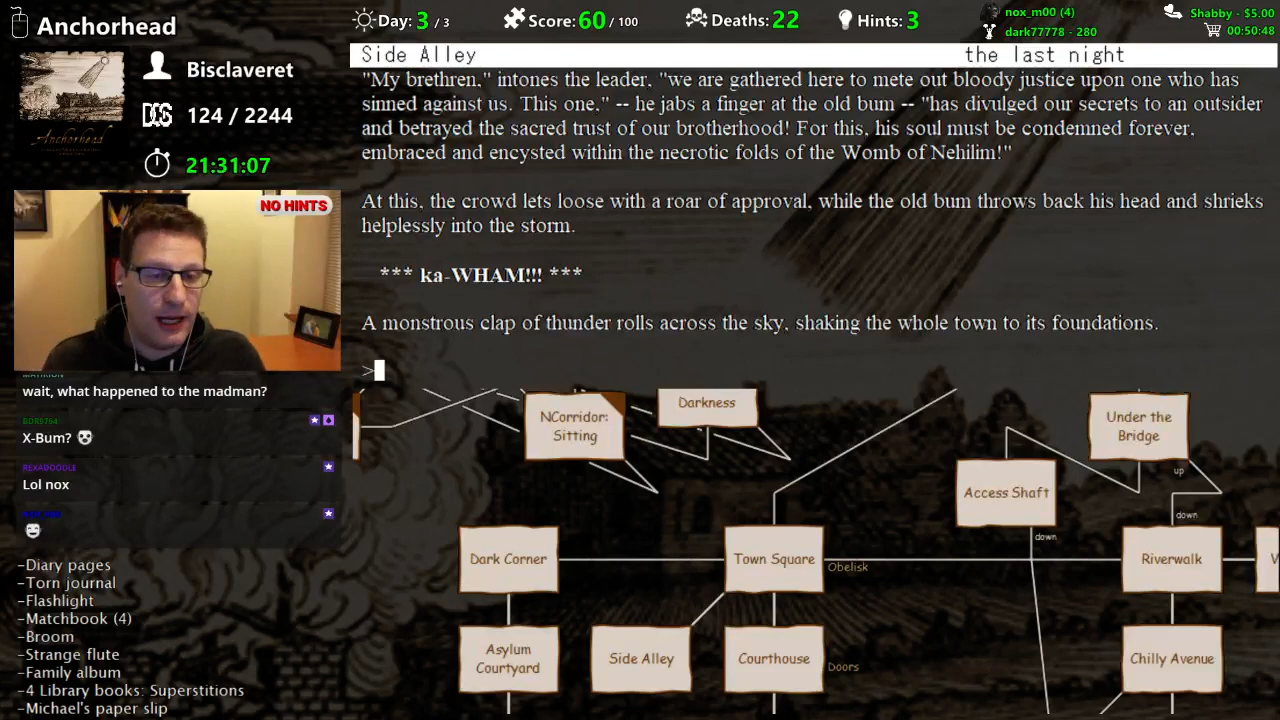 Anchorhead
Day: 3 / 3
Score: 60 / 100
Deaths: 22
Hints: 3
nox_m00 (4)
dark77778 - 280
Shabby - $5.00
00:50:48
Anchorhead
Bisclaveret
DCS
124 / 2244
21:31:07
NO HINTS
Side Alley
the last night
"My brethren," intones the leader, "we are gathered here to mete out bloody justice upon one who has
sinned against us. This one," -- he jabs a finger at the old bum -- "has divulged our secrets to an outsider
and betrayed the sacred trust of our brotherhood! For this, his soul must be condemned forever,
embraced and encysted within the necrotic folds of the Womb of Nehilim!"
At this, the crowd lets loose with a roar of approval, while the old bum throws back his head and shrieks
helplessly into the storm.
*** ka-WHAM!!! ***
A monstrous clap of thunder rolls across the sky, shaking the whole town to its foundations.
>
wait, what happened to the madman?
X-Bum?
REKADOODLE
Lol nox
-Diary pages
-Torn journal
-Flashlight
-Matchbook (4)
-Broom
-Strange flute
-Family album
-4 Library books: Superstitions
-Michael's paper slip
NCorridor:
Sitting
Darkness
Under the
Bridge
up
Access Shaft
down
down
Dark Corner
Town Square
Obelisk
Riverwalk
Asylum
Courtyard
Side Alley
Courthouse
Doors
Chilly Avenue